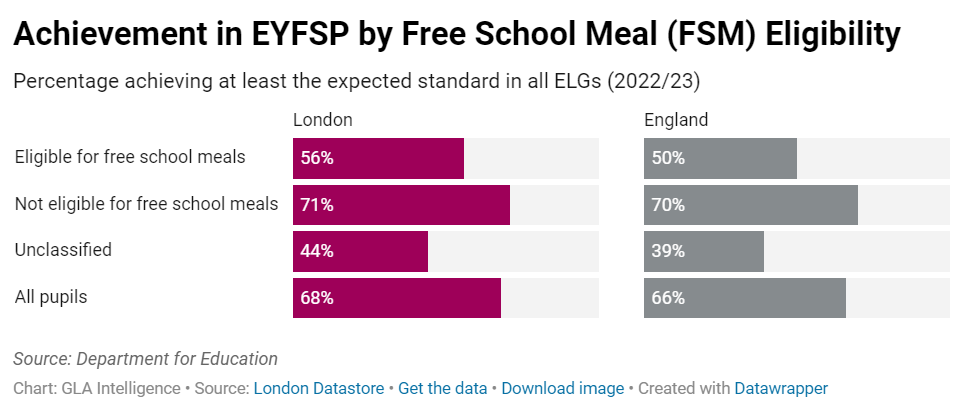 Achievement in EYFSP by Free School Meal (FSM) Eligibility
Percentage achieving at least the expected standard in all ELGs (2022/23)
London England
Eligible for free school meals 56% 50%
Not eligible for free school meals 71% 70%
Unclassified 44% 39%
All pupils 68% 66%
Source: Department for Education
Chart: GLA Intelligence • Source: London Datastore • Get the data • Download image • Created with Datawrapper